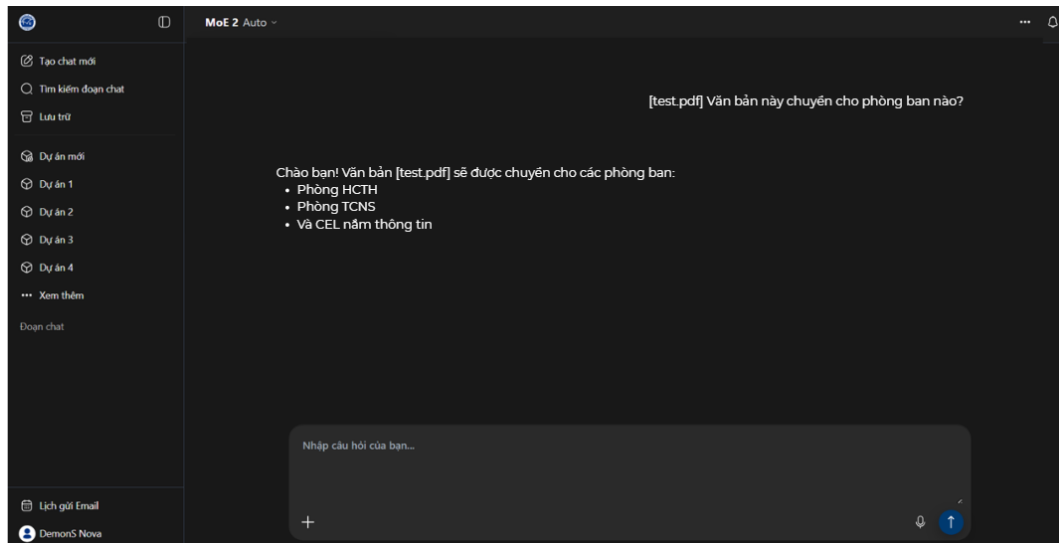 MoE 2 Auto
Tạo chat mới
Tìm kiếm đoạn chat
Lưu trữ
Dự án mới
Dự án 1
Dự án 2
Dự án 3
Dự án 4
Xem thêm
Đoạn chat
Lịch gửi Email
DemonS Nova
[test.pdf] Văn bản này chuyển cho phòng ban nào?
Chào bạn! Văn bản [test.pdf] sẽ được chuyển cho các phòng ban:
• Phòng HCTH
• Phòng TCNS
• Và CEL nắm thông tin
Nhập câu hỏi của bạn...